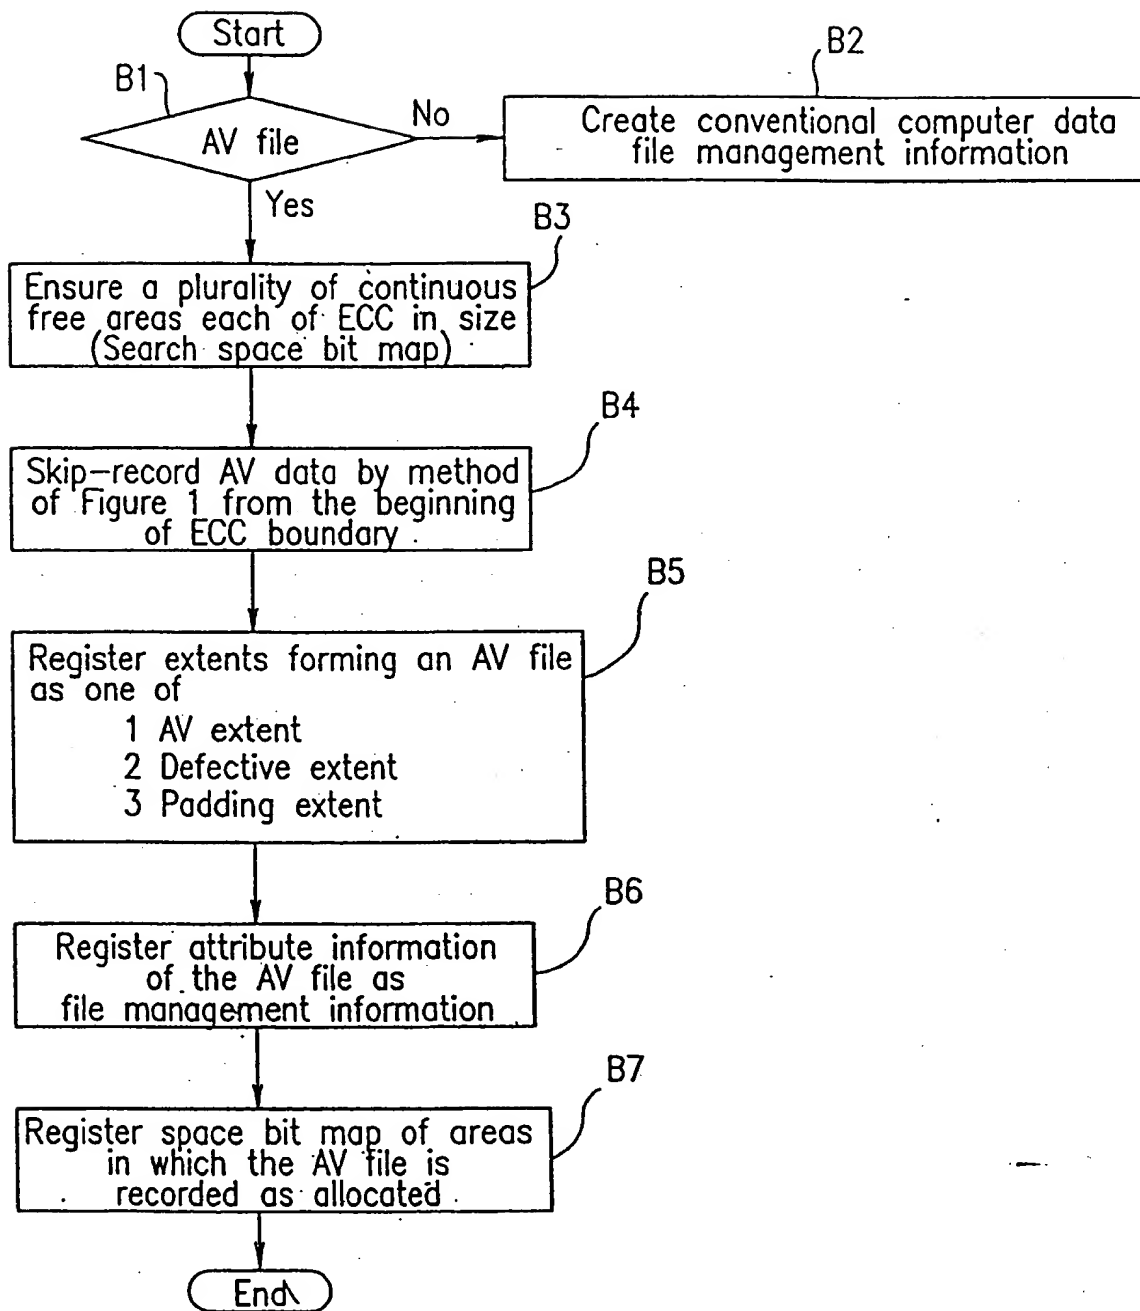 Start
B1
AV file
No
B2
Create conventional computer data
file management information
Yes
B3
Ensure a plurality of continuous
free areas each of ECC in size
(Search space bit map)
B4
Skip-record AV data by method
of Figure 1 from the beginning
of ECC boundary
B5
Register extents forming an AV file
as one of
1 AV extent
2 Defective extent
3 Padding extent
B6
Register attribute information
of the AV file as
file management information
B7
Register space bit map of areas
in which the AV file is
recorded as allocated
End